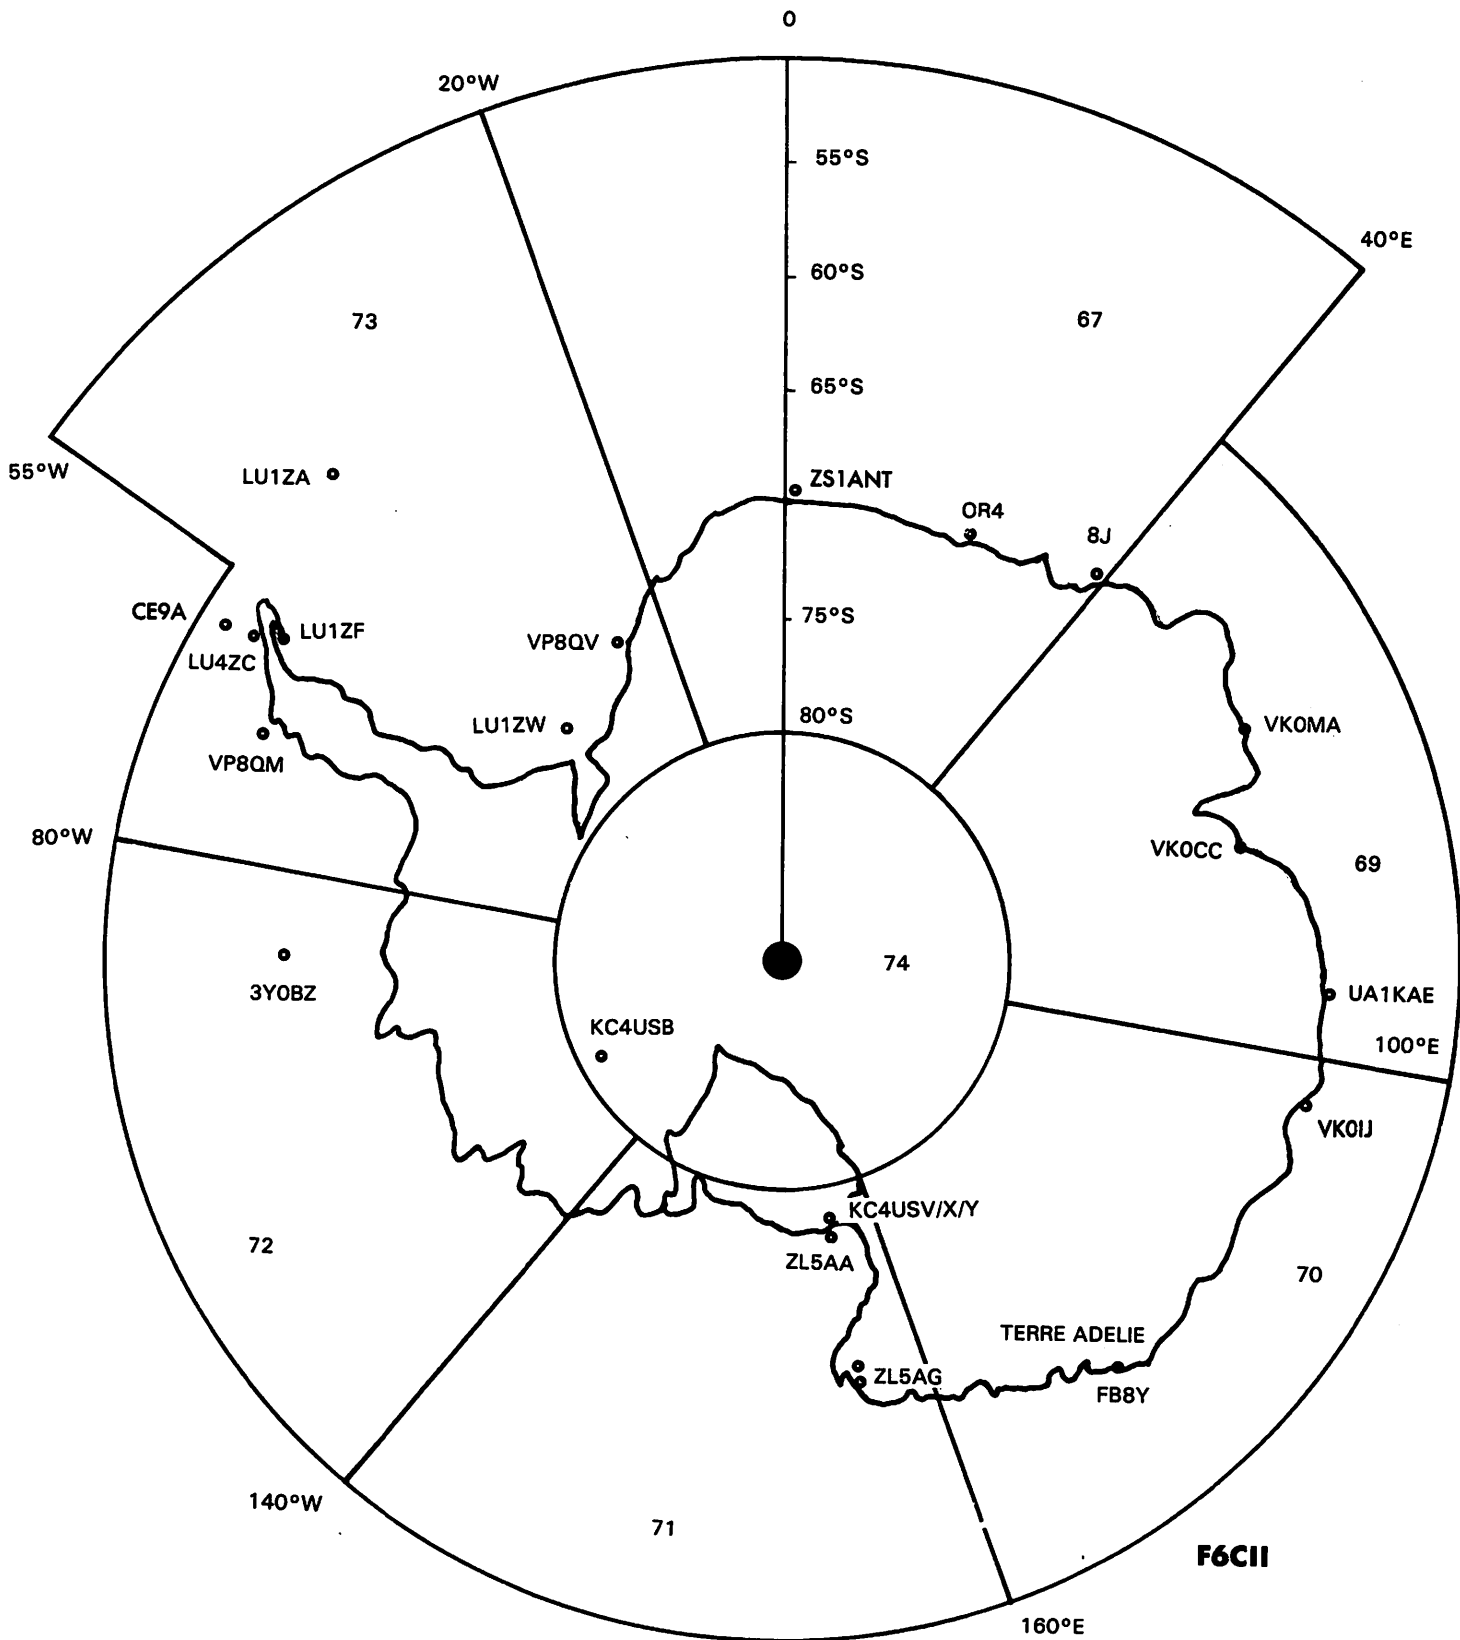 0
20°W
55°S
40°E
60°S
73
67
65°S
55°W
LU1ZA
ZS1ANT
OR4
8J
CE9A
LU1ZF
75°S
LU4ZC
VP8QV
80°S
LU1ZW
VK0MA
VP8QM
80°W
VK0CC
69
74
3Y0BZ
UA1KAE
KC4USB
100°E
VK0IJ
KC4USV/X/Y
72
ZL5AA
70
TERRE ADELIE
ZL5AG
FB8Y
140°W
71
F6CII
160°E